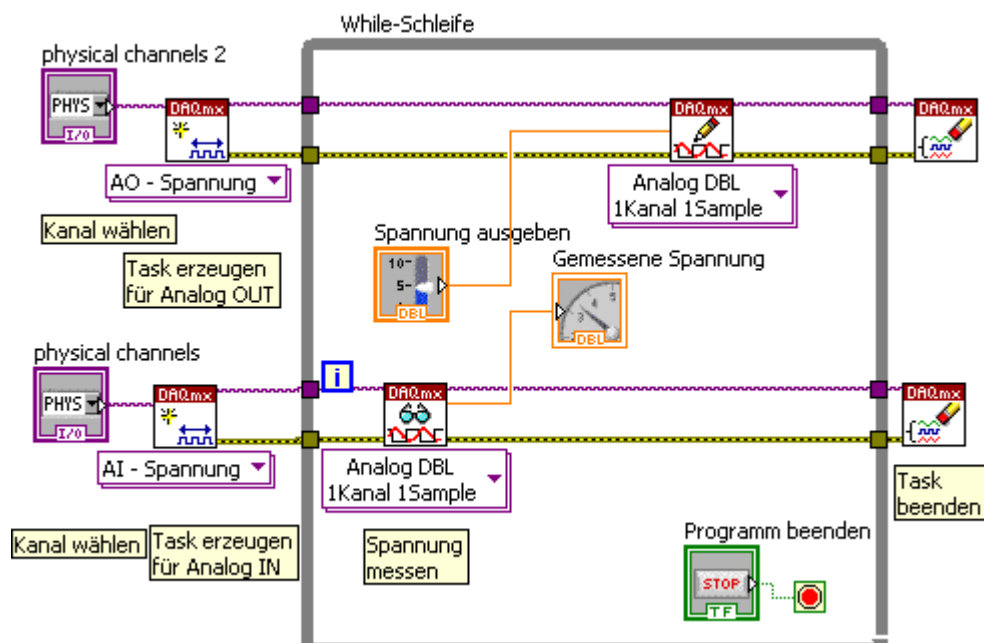 While-Schleife
physical channels 2
PHYS
I/O
DAQmx
DAQmx
DAQmx
AO - Spannung
Analog DBL
1Kanal 1Sample
Kanal wählen
Task erzeugen
für Analog OUT
Spannung ausgeben
10
5
DBL
Gemessene Spannung
3
4
5
DBL
physical channels
PHYS
I/O
DAQmx
i
DAQmx
DAQmx
AI - Spannung
Analog DBL
1Kanal 1Sample
Task
beenden
Kanal wählen
Task erzeugen
für Analog IN
Spannung
messen
Programm beenden
STOP
TF